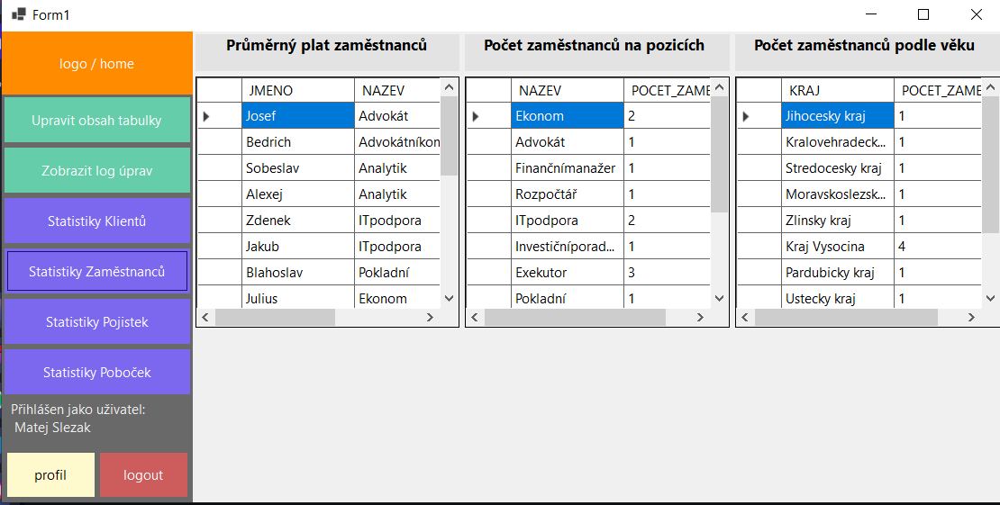 Form1
logo / home
Upravit obsah tabulky
Zobrazit log úprav
Statistiky Klientů
Statistiky Zaměstnanců
Statistiky Pojistek
Statistiky Poboček
Přihlášen jako uživatel:
Matej Slezak
profil logout
Průměrný plat zaměstnanců
JMENO NAZEV
Josef Advokát
Bedrich Advokátníkon
Sobeslav Analytik
Alexej Analytik
Zdenek ITpodpora
Jakub ITpodpora
Blahoslav Pokladní
Julius Ekonom
Počet zaměstnanců na pozicích
NAZEV POCET_ZAME
Ekonom 2
Advokát 1
Finančnímanažer 1
Rozpočtář 1
ITpodpora 2
Investičníporad... 1
Exekutor 3
Pokladní 1
Počet zaměstnanců podle věku
KRAJ POCET_ZAME
Jihocesky kraj 1
Kralovehradeck... 1
Stredocesky kraj 1
Moravskoslezsk... 1
Zlinsky kraj 1
Kraj Vysocina 4
Pardubicky kraj 1
Ustecky kraj 1